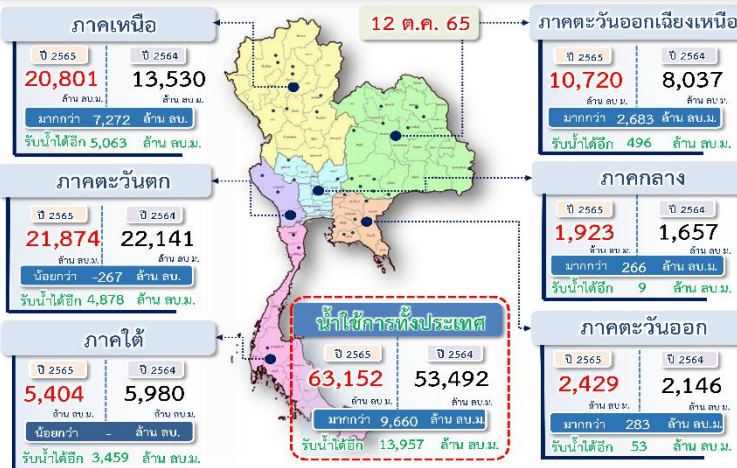 ภาคเหนือ
ปี 2565 ปี 2564
20,801 13,530
ล้าน ลบ.ม. ล้าน ลบ.ม.
มากกว่า 7,272 ล้าน ลบ.
รับน้ำได้อีก 5,063 ล้าน ลบ.ม.
12 ต.ค. 65
ภาคตะวันออกเฉียงเหนือ
ปี 2565 ปี 2564
10,720 8,037
ล้าน ลบ.ม. ล้าน ลบ.ม.
มากกว่า 2,683 ล้าน ลบ.ม.
รับน้ำได้อีก 496 ล้าน ลบ.ม.
ภาคตะวันตก
ปี 2565 ปี 2564
21,874 22,141
ล้าน ลบ.ม. ล้าน ลบ.ม.
น้อยกว่า -267 ล้าน ลบ.
รับน้ำได้อีก 4,878 ล้าน ลบ.ม.
ภาคกลาง
ปี 2565 ปี 2564
1,923 1,657
ล้าน ลบ.ม. ล้าน ลบ.ม.
มากกว่า 266 ล้าน ลบ.ม.
รับน้ำได้อีก 9 ล้าน ลบ.ม.
ภาคใต้
ปี 2565 ปี 2564
5,404 5,980
ล้าน ลบ.ม. ล้าน ลบ.ม.
น้อยกว่า - ล้าน ลบ.
รับน้ำได้อีก 3,459 ล้าน ลบ.ม.
น้ำใช้การทั้งประเทศ
ปี 2565 ปี 2564
63,152 53,492
ล้าน ลบ.ม. ล้าน ลบ.ม.
มากกว่า 9,660 ล้าน ลบ.ม.
รับน้ำได้อีก 13,957 ล้าน ลบ.ม.
ภาคตะวันออก
ปี 2565 ปี 2564
2,429 2,146
ล้าน ลบ.ม. ล้าน ลบ.ม.
มากกว่า 283 ล้าน ลบ.ม.
รับน้ำได้อีก 53 ล้าน ลบ.ม.